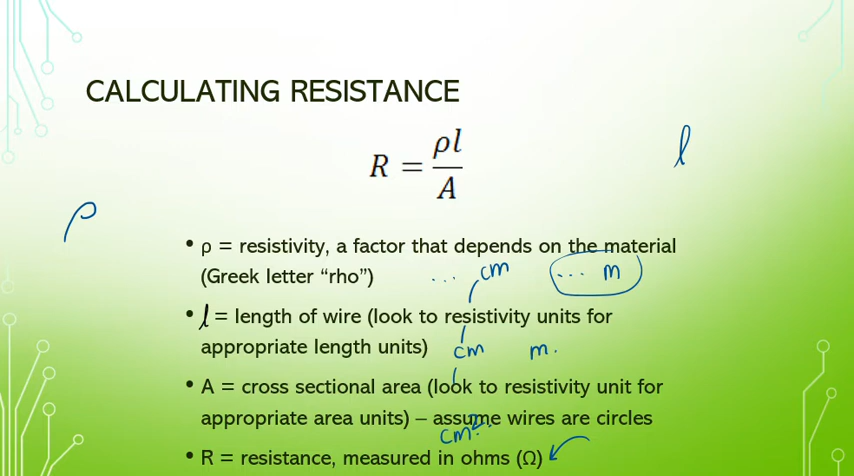 CALCULATING RESISTANCE
ℓ
R = ρl/A
ρ
• ρ = resistivity, a factor that depends on the material
(Greek letter “rho”)
... cm
... m
• l = length of wire (look to resistivity units for
appropriate length units)
cm
m.
• A = cross sectional area (look to resistivity unit for
appropriate area units) – assume wires are circles
cm².
• R = resistance, measured in ohms (Ω)